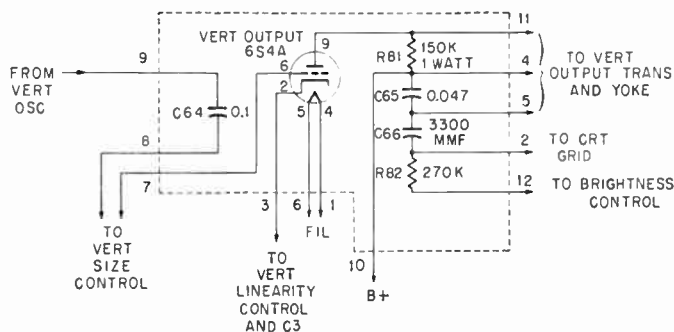 VERT OUTPUT
6S4A
9
11
9
FROM
VERT
OSC
6
2
R81
150K
1 WATT
4
TO VERT
OUTPUT TRANS
AND YOKE
C64
0.1
C65
0.047
5
5
4
C66
3300
MMF
2
TO CRT
GRID
8
R82
270K
12
TO BRIGHTNESS
CONTROL
7
3
6
1
FIL
TO
VERT
SIZE
CONTROL
TO
VERT
LINEARITY
CONTROL
AND C3
10
B+